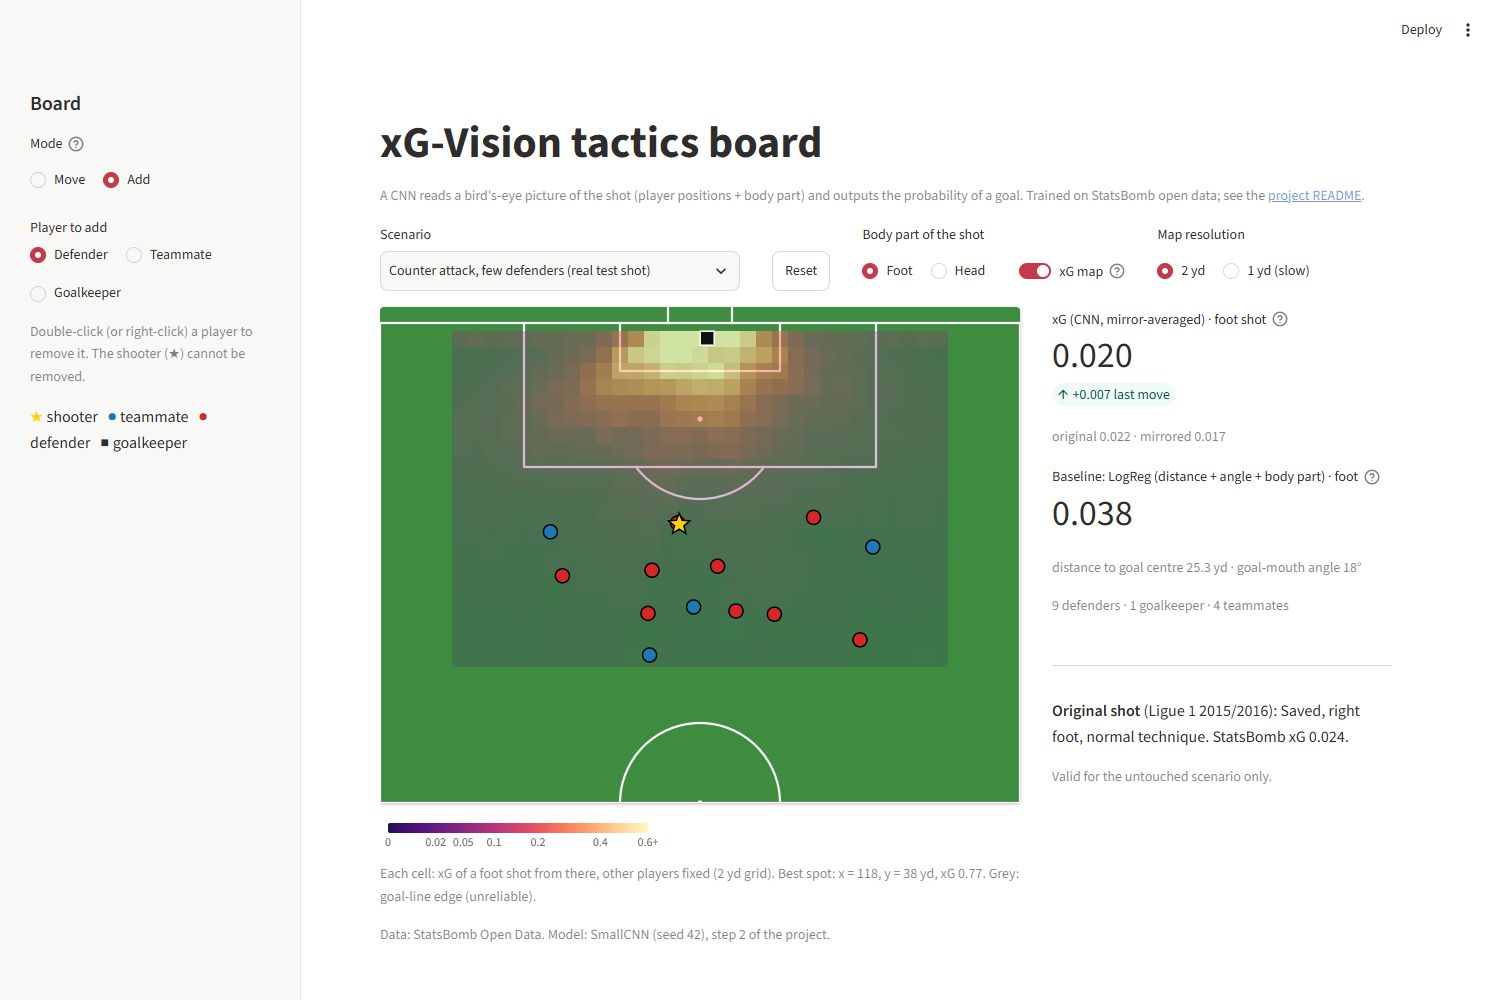 Deploy
Board
Mode
Move
Add
Player to add
Defender
Teammate
Goalkeeper
Double-click (or right-click) a player to
remove it. The shooter (★) cannot be
removed.
★ shooter ● teammate ●
defender ■ goalkeeper
xG-Vision tactics board
A CNN reads a bird's-eye picture of the shot (player positions + body part) and outputs the probability of a goal. Trained on StatsBomb open data; see the project README.
Scenario
Counter attack, few defenders (real test shot)
Reset
Body part of the shot
Foot
Head
xG map
Map resolution
2 yd
1 yd (slow)
xG (CNN, mirror-averaged) · foot shot
0.020
↑ +0.007 last move
original 0.022 · mirrored 0.017
Baseline: LogReg (distance + angle + body part) · foot
0.038
distance to goal centre 25.3 yd · goal-mouth angle 18°
9 defenders · 1 goalkeeper · 4 teammates
Original shot (Ligue 1 2015/2016): Saved, right
foot, normal technique. StatsBomb xG 0.024.
Valid for the untouched scenario only.
0 0.02 0.05 0.1 0.2 0.4 0.6+
Each cell: xG of a foot shot from there, other players fixed (2 yd grid). Best spot: x = 118, y = 38 yd, xG 0.77. Grey:
goal-line edge (unreliable).
Data: StatsBomb Open Data. Model: SmallCNN (seed 42), step 2 of the project.